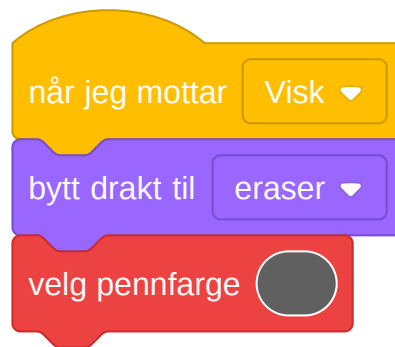 når jeg mottar Visk
bytt drakt til eraser
velg pennfarge